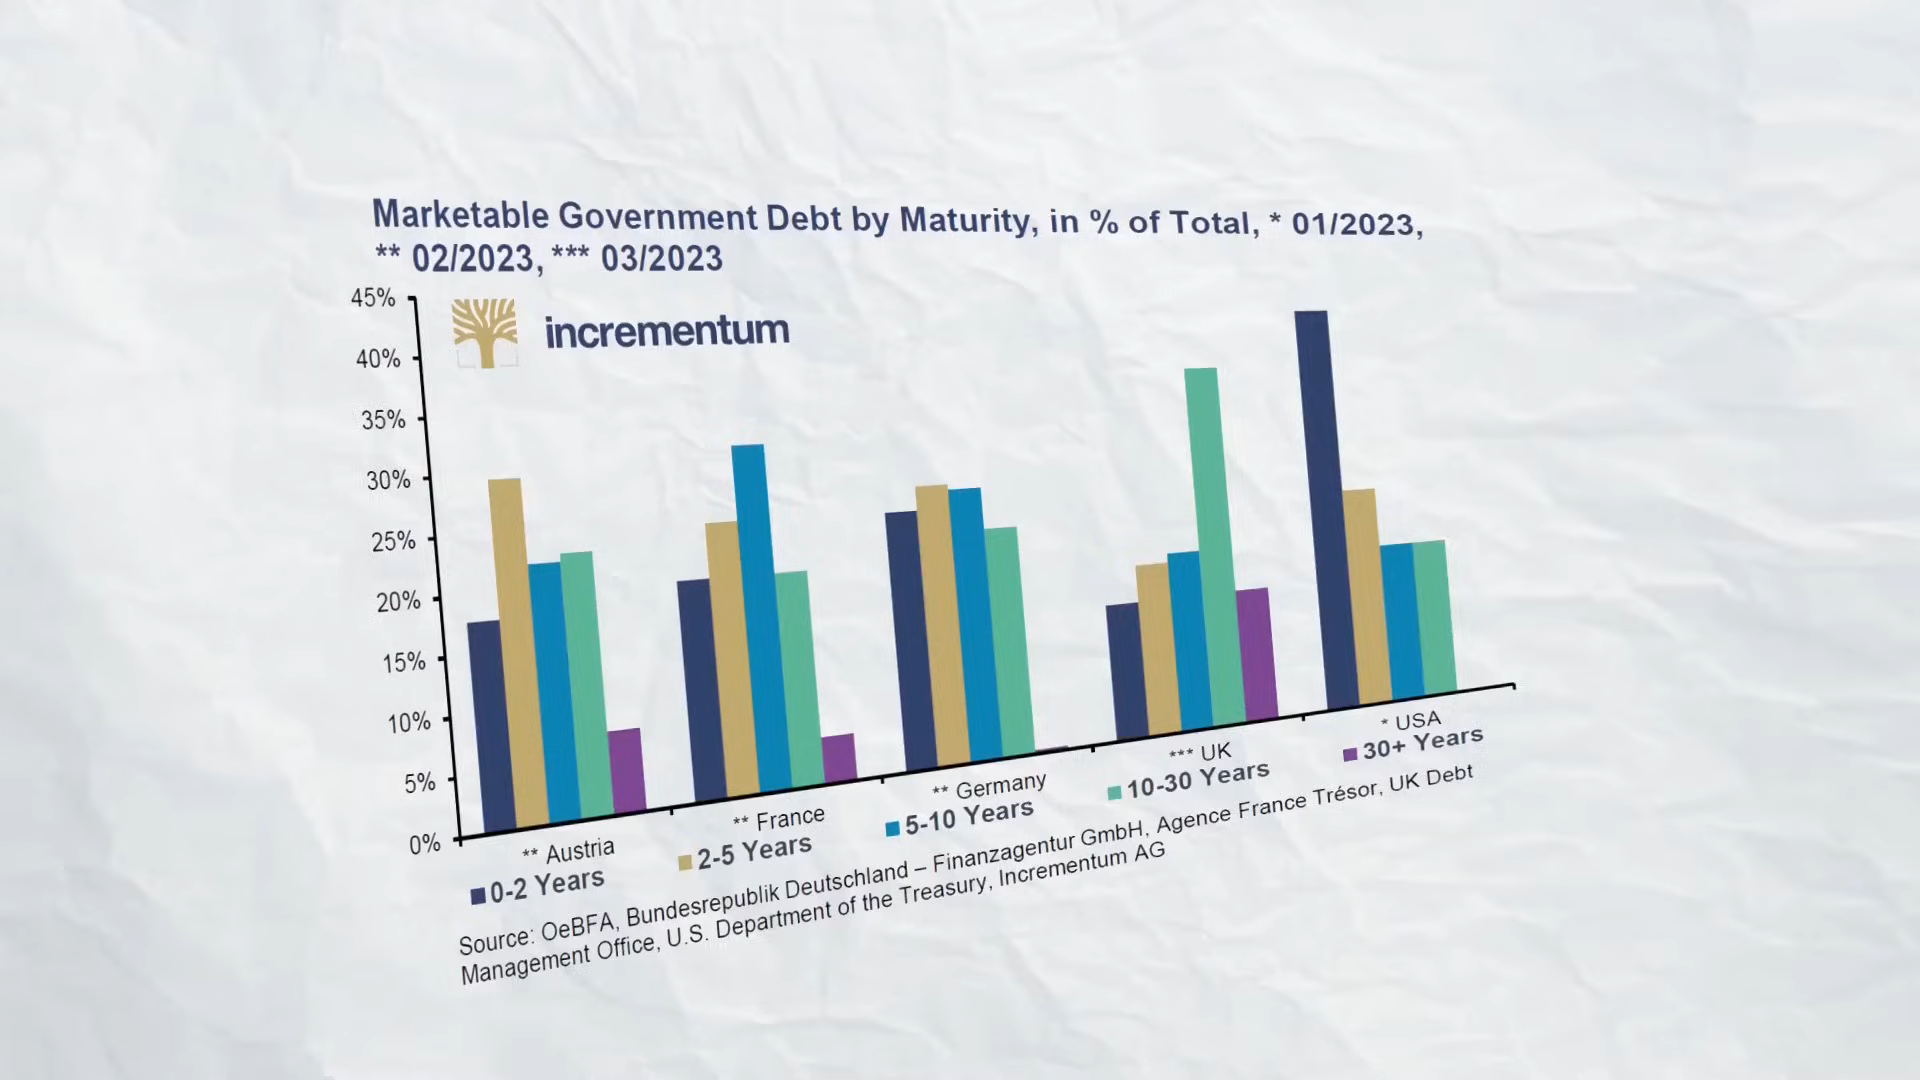 Marketable Government Debt by Maturity, in % of Total, * 01/2023,
** 02/2023, *** 03/2023
incrementum
45%
40%
35%
30%
25%
20%
15%
10%
5%
0%
** Austria
** France
** Germany
*** UK
* USA
0-2 Years
2-5 Years
5-10 Years
10-30 Years
30+ Years
Source: OeBFA, Bundesrepublik Deutschland – Finanzagentur GmbH, Agence France Trésor, UK Debt
Management Office, U.S. Department of the Treasury, Incrementum AG